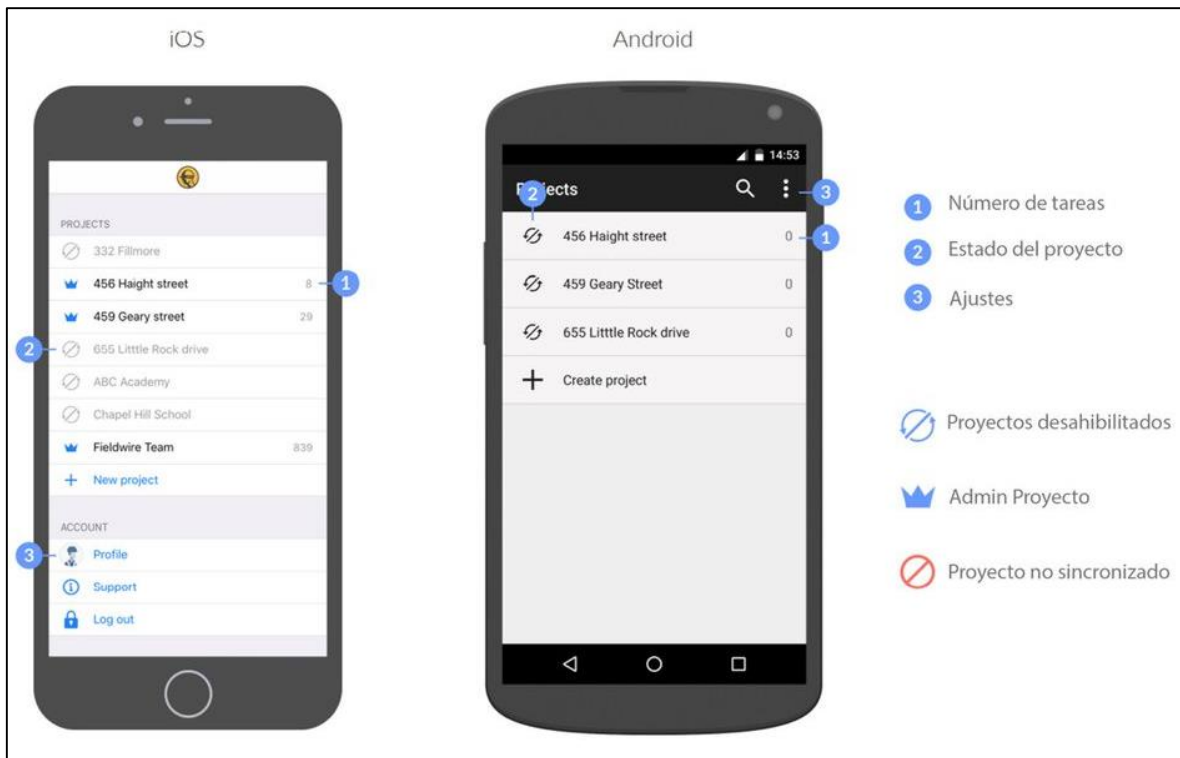 iOS
PROJECTS
332 Fillmore
456 Haight street 8
1
459 Geary street 29
2
655 Litttle Rock drive
ABC Academy
Chapel Hill School
Fieldwire Team 839
New project
ACCOUNT
3
Profile
Support
Log out
Android
14:53
2
3
456 Haight street 0
1
459 Geary Street 0
655 Litttle Rock drive 0
Create project
1 Número de tareas
2 Estado del proyecto
3 Ajustes
Proyectos desahibilitados
Admin Proyecto
Proyecto no sincronizado